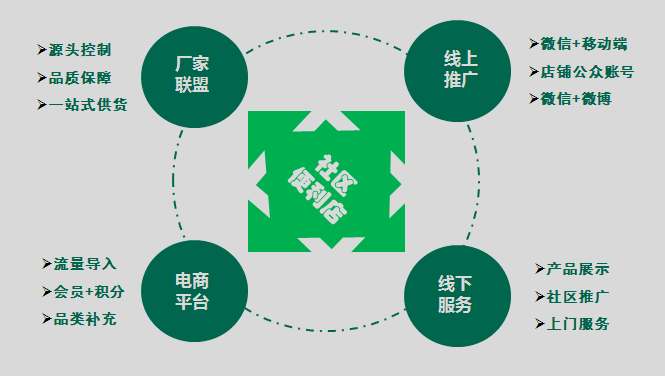 源头控制
品质保障
一站式供货
厂家
联盟
线上
推广
微信+移动端
店铺公众账号
微信+微博
社区
便利店
流量导入
会员+积分
品类补充
电商
平台
线下
服务
产品展示
社区推广
上门服务